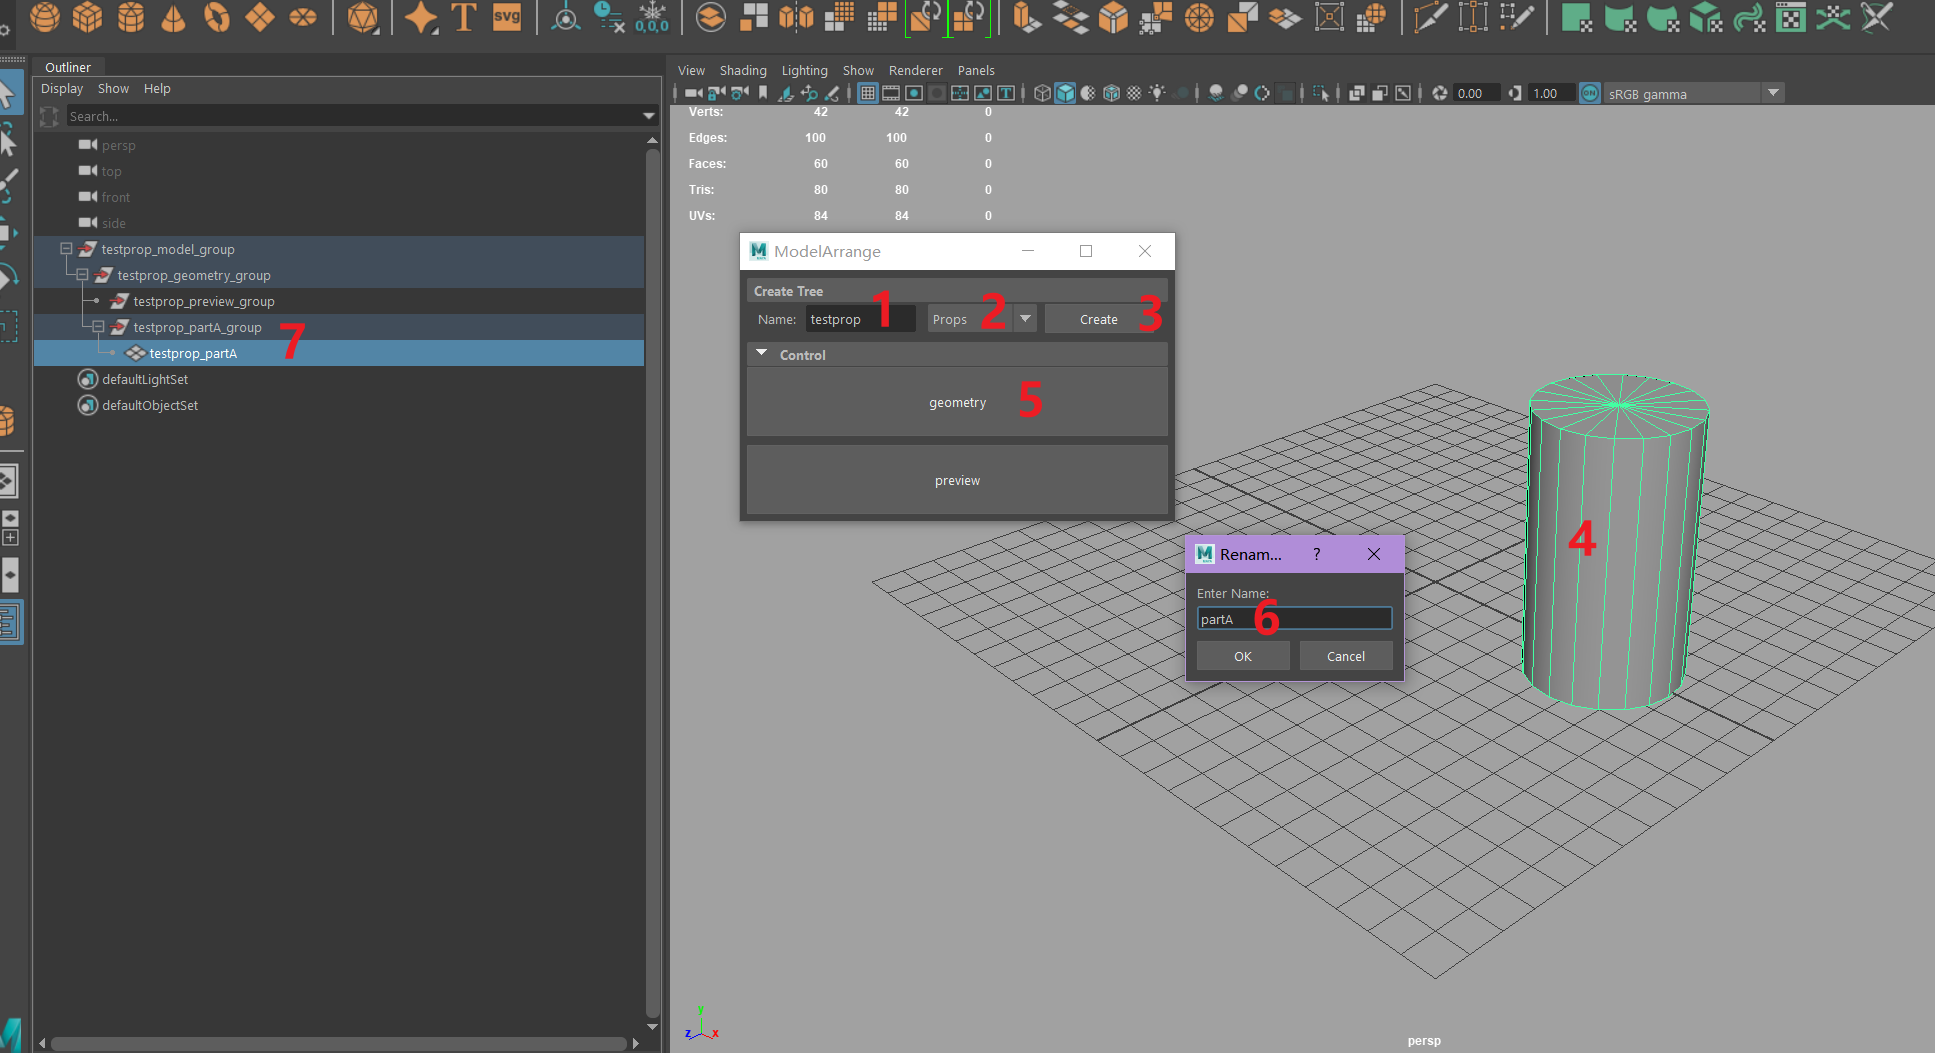 T
svg
0,0,0
Outliner
Display Show Help
Search...
persp
top
front
side
testprop_model_group
testprop_geometry_group
testprop_preview_group
testprop_partA_group
7
testprop_partA
defaultLightSet
defaultObjectSet
View Shading Lighting Show Renderer Panels
0.00 1.00 ON sRGB gamma
Verts: 42 42 0
Edges: 100 100 0
Faces: 60 60 0
Tris: 80 80 0
UVs: 84 84 0
M ModelArrange
Create Tree
Name: testprop 1 Props 2 Create 3
Control
geometry 5
preview
4
M Renam... ?
Enter Name:
partA 6
OK Cancel
y
z x
persp
M